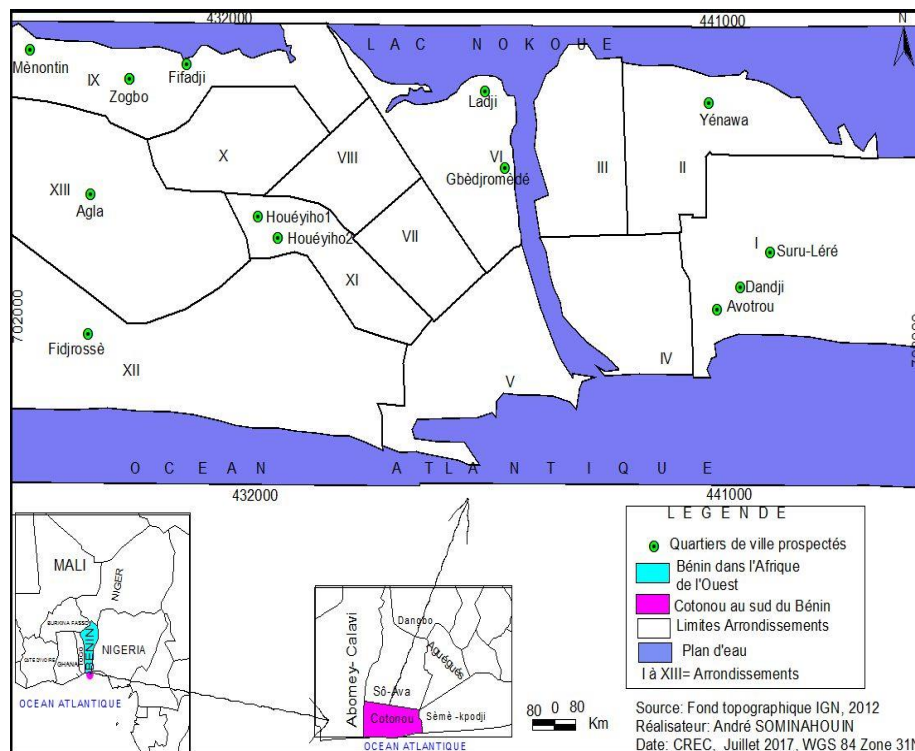 432000
441000
N
LAC NOKOUE
Mènontin
IX
Fifadji
Zogbo
Ladji
Yénawa
X
VIII
VI
Gbèdjromèdé
III
II
XIII
Agla
Houéyiho1
Houéyiho2
VII
I
Suru-Léré
XI
Dandji
Avotrou
702000
Fidjrossè
XII
IV
V
OCEAN ATLANTIQUE
432000
441000
LEGENDE
Quartiers de ville prospectés
Bénin dans l'Afrique
de l'Ouest
Cotonou au sud du Bénin
Limites Arrondissements
Plan d'eau
I à XIII= Arrondissements
MALI
NIGER
BURKINA FASSO
BENIN
NIGERIA
GHANA
TOGO
OCEAN ATLANTIQUE
Abomey- Calavi
Dangbo
Aguégués
Sô-Ava
Cotonou
Sèmè -kpodji
OCEAN ATLANTIQUE
80 0 80
Km
Source: Fond topographique IGN, 2012
Réalisateur: André SOMINAHOUIN
Date: CREC, Juillet 2017, WGS 84 Zone 31N